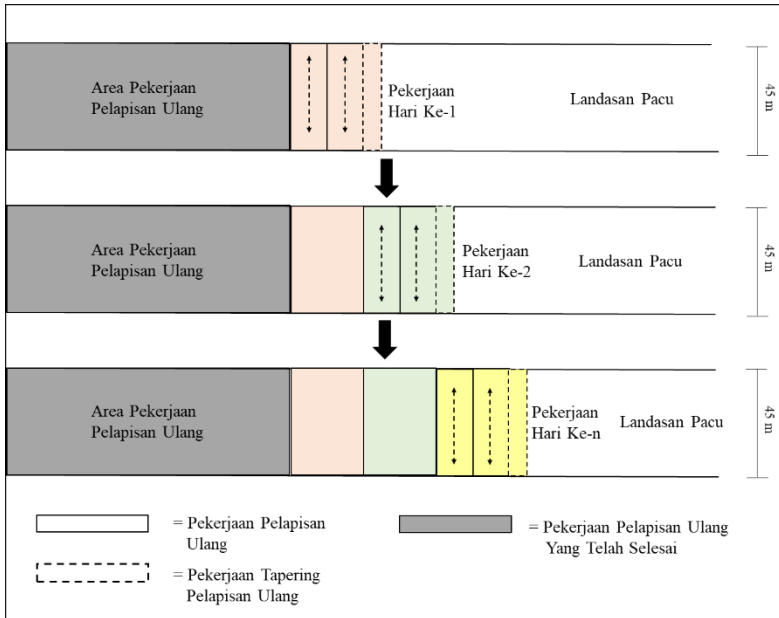 Area Pekerjaan
Pelapisan Ulang
Pekerjaan
Hari Ke-1
Landasan Pacu
45 m
Area Pekerjaan
Pelapisan Ulang
Pekerjaan
Hari Ke-2
Landasan Pacu
45 m
Area Pekerjaan
Pelapisan Ulang
Pekerjaan
Hari Ke-n
Landasan Pacu
45 m
= Pekerjaan Pelapisan
Ulang
= Pekerjaan Pelapisan Ulang
Yang Telah Selesai
= Pekerjaan Tapering
Pelapisan Ulang